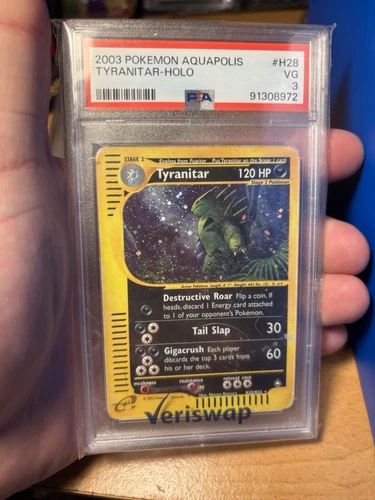 2003 POKEMON AQUAPOLIS #H28
TYRANITAR-HOLO VG
PSA 3
91308972
STAGE 2 Evolves from Pupitar Put Tyranitar on the Stage 1 card
Tyranitar 120 HP
Stage 2 Pokémon
Destructive Roar Flip a coin. If
heads, discard 1 Energy card attached
to 1 of your opponent's Pokémon.
Tail Slap 30
Gigacrush Each player 60
discards the top 3 cards from
his or her deck.
weakness resistance retreat cost
Veriswap